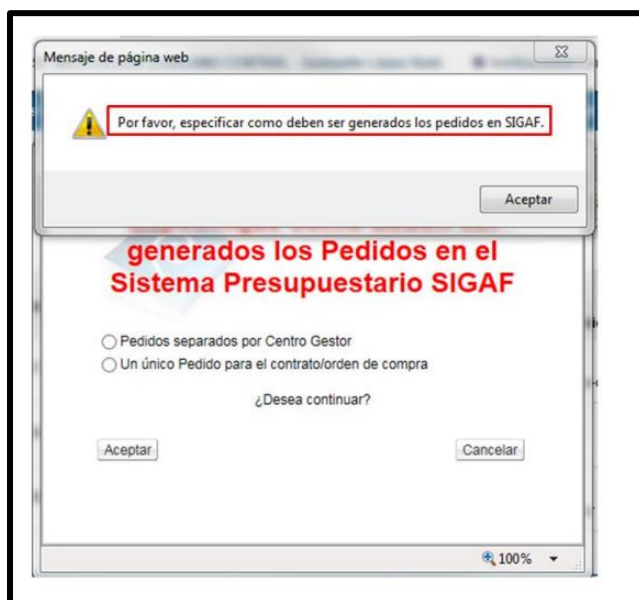 Mensaje de página web
Por favor, especificar como deben ser generados los pedidos en SIGAF.
Aceptar
generados los Pedidos en el
Sistema Presupuestario SIGAF
Pedidos separados por Centro Gestor
Un único Pedido para el contrato/orden de compra
¿Desea continuar?
Aceptar Cancelar
100%